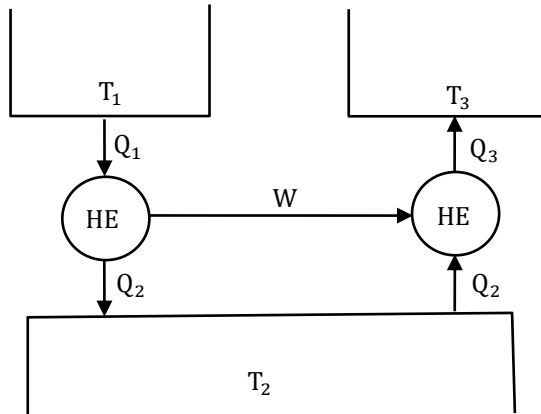 T₁
T₃
Q₁
Q₃
HE
W
HE
Q₂
Q₂
T₂